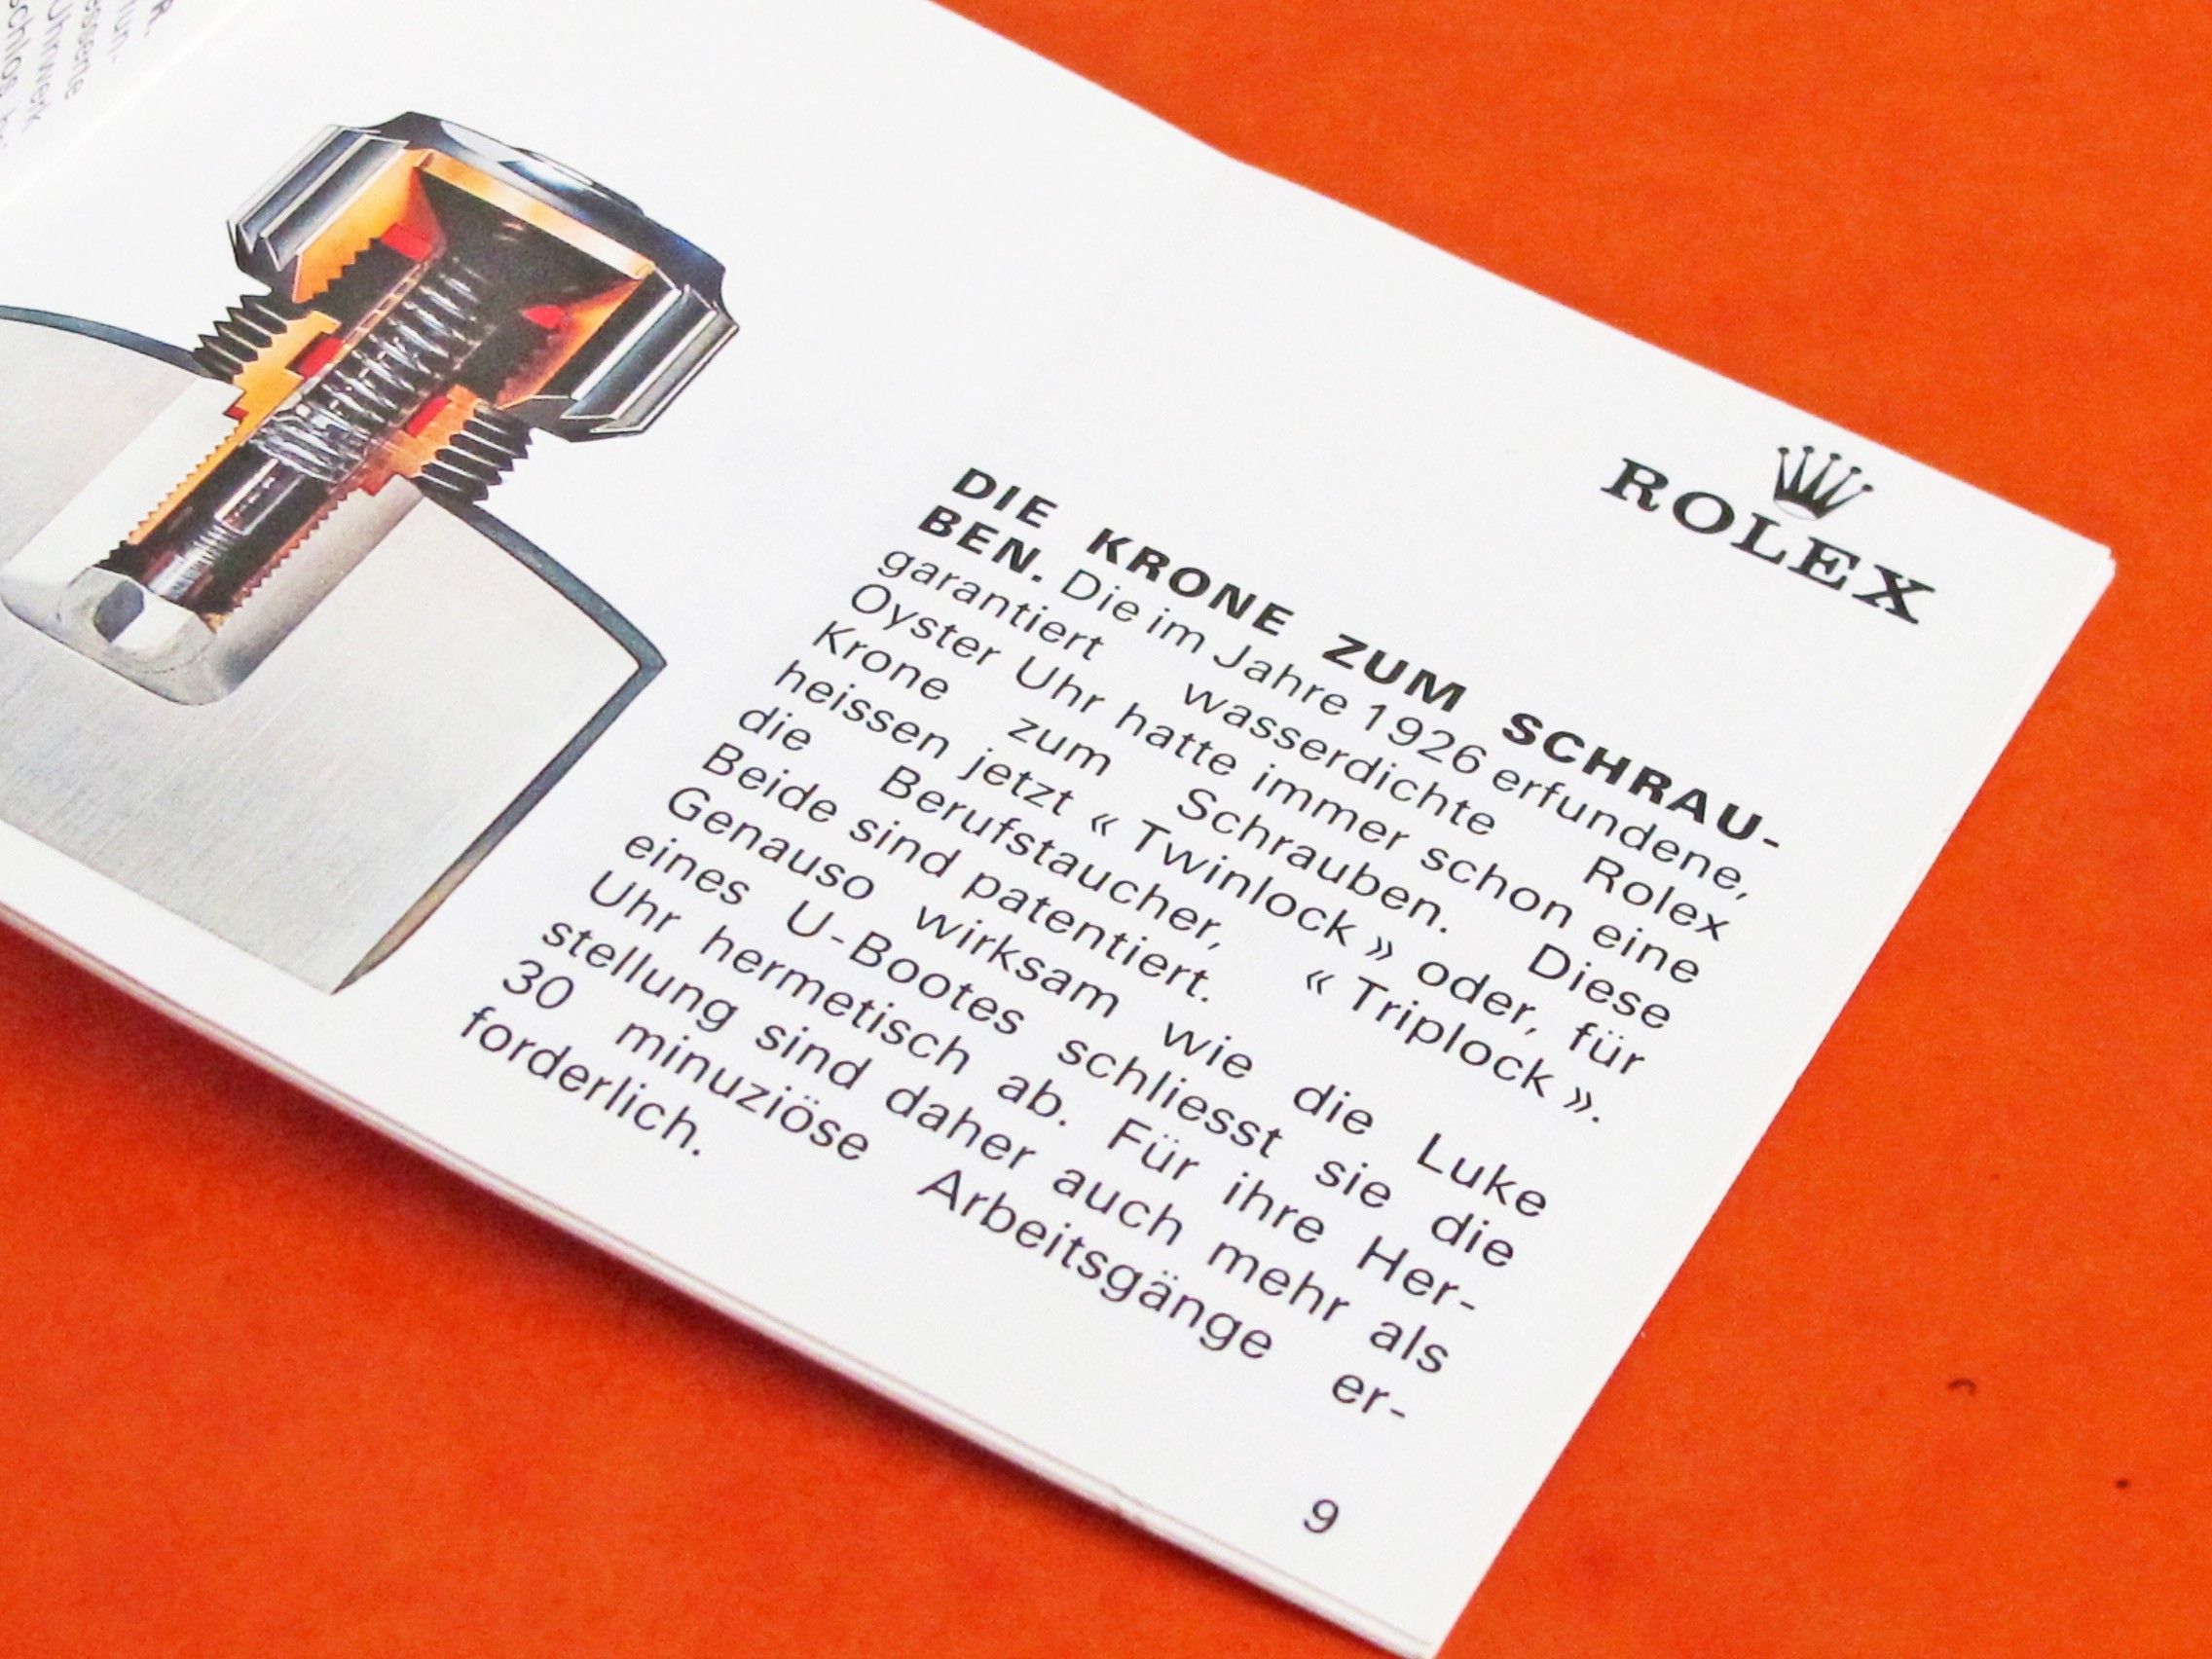 R.
un-
essene
Uhrwerk
ROLEX
DIE KRONE ZUM SCHRAU-
BEN. Die im Jahre 1926 erfundene,
garantiert wasserdichte Rolex
Oyster Uhr hatte immer schon eine
Krone zum Schrauben. Diese
heissen jetzt « Twinlock » oder, für
die Berufstaucher, « Triplock ».
Beide sind patentiert.
Genauso wirksam wie die Luke
eines U-Bootes schliesst sie die
Uhr hermetisch ab. Für ihre Her-
stellung sind daher auch mehr als
30 minuziöse Arbeitsgänge er-
forderlich.
9